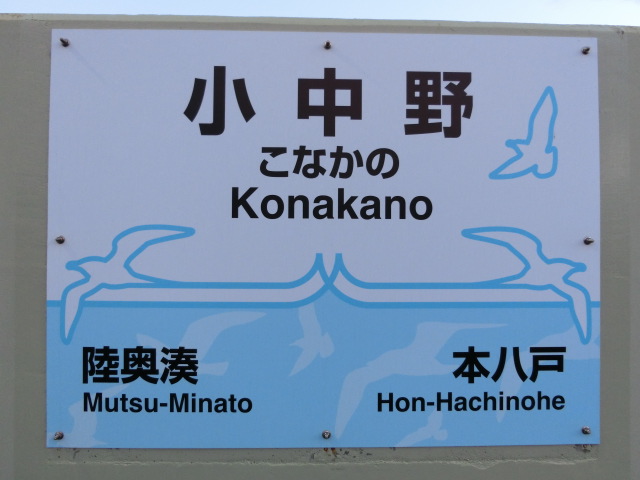 小中野
こなかの
Konakano
陸奥湊 本八戸
Mutsu-Minato Hon-Hachinohe